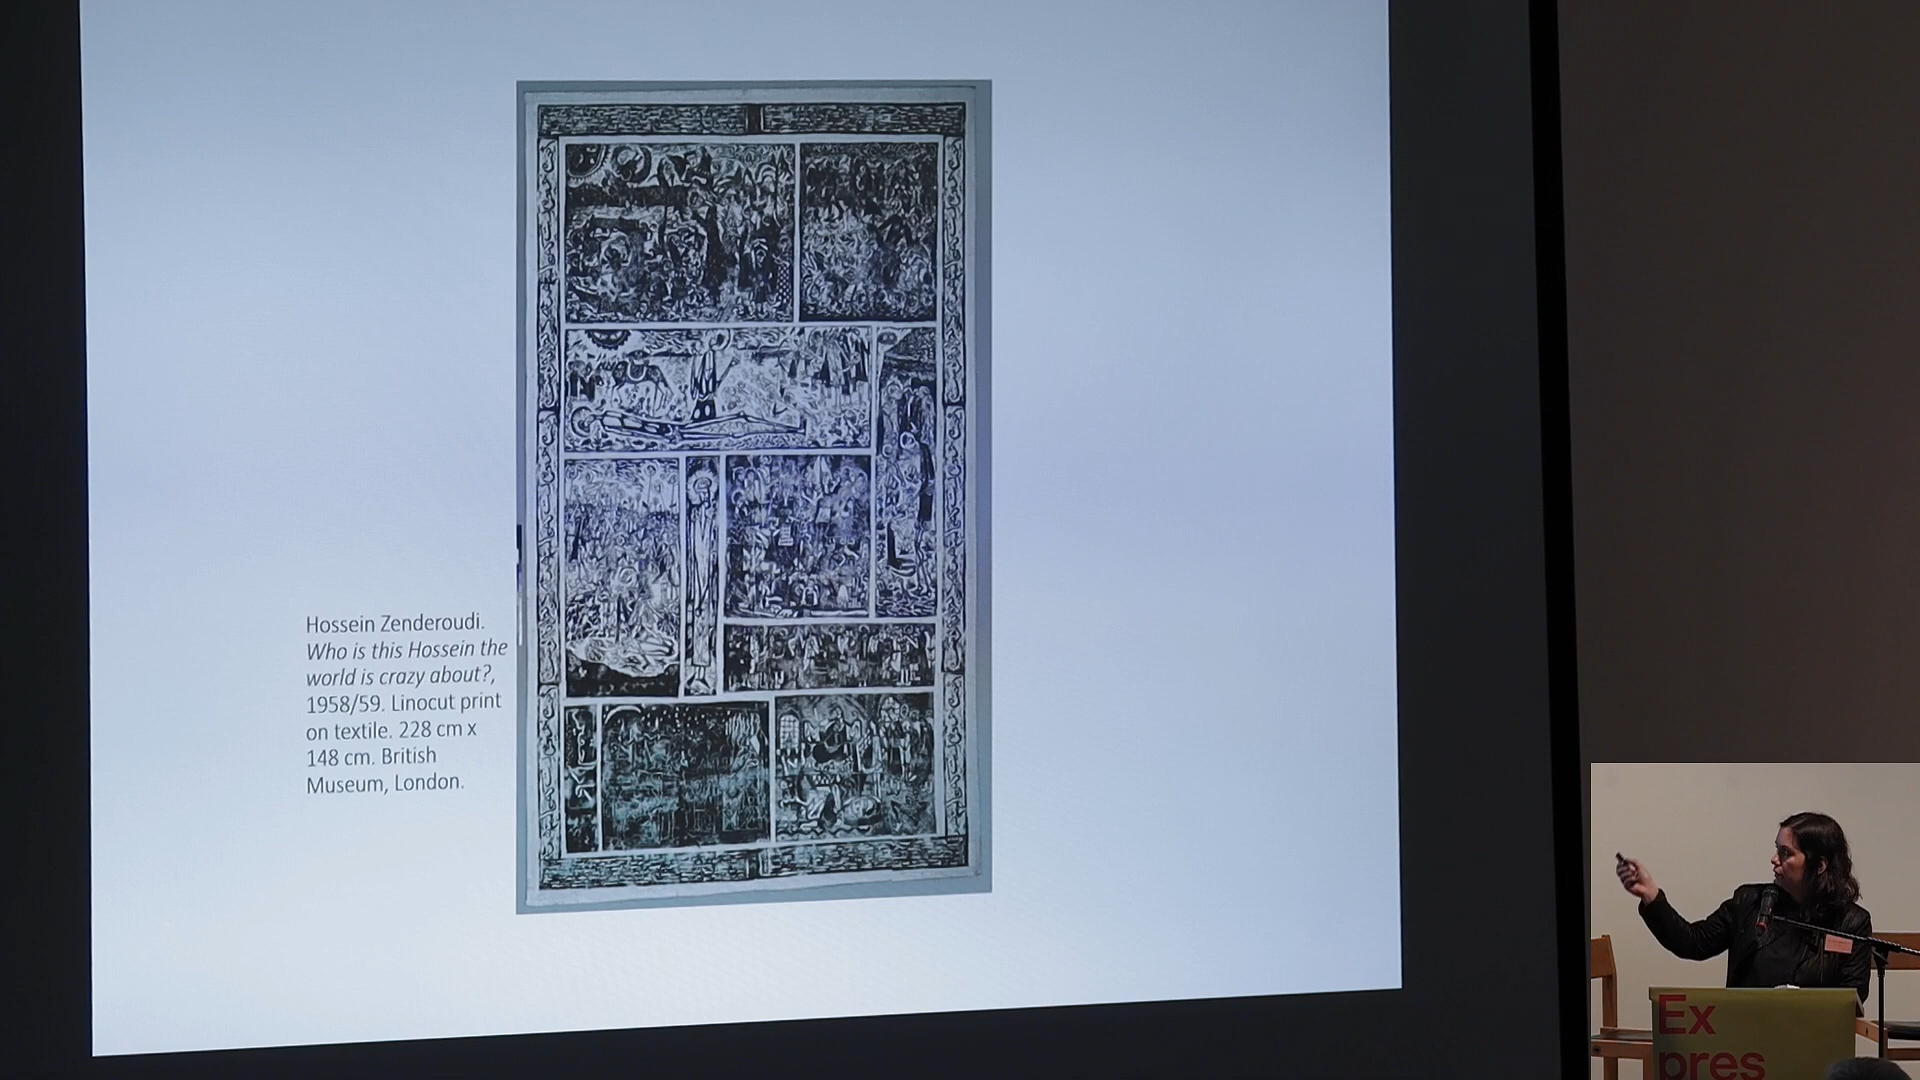 Hossein Zenderoudi.
Who is this Hossein the
world is crazy about?,
1958/59. Linocut print
on textile. 228 cm x
148 cm. British
Museum, London.
Ex
pres